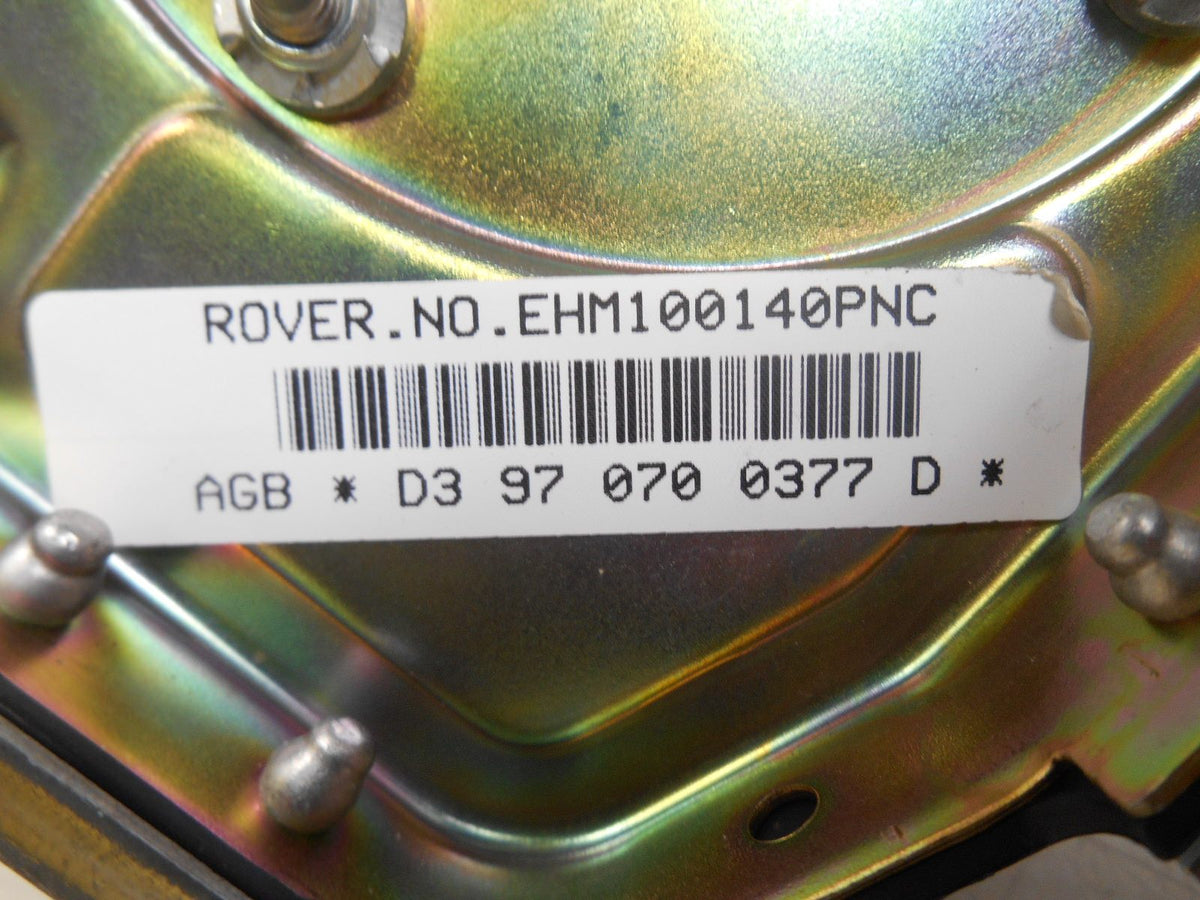 ROVER.NO.EHM100140PNC
AGB * D3 97 070 0377 D *